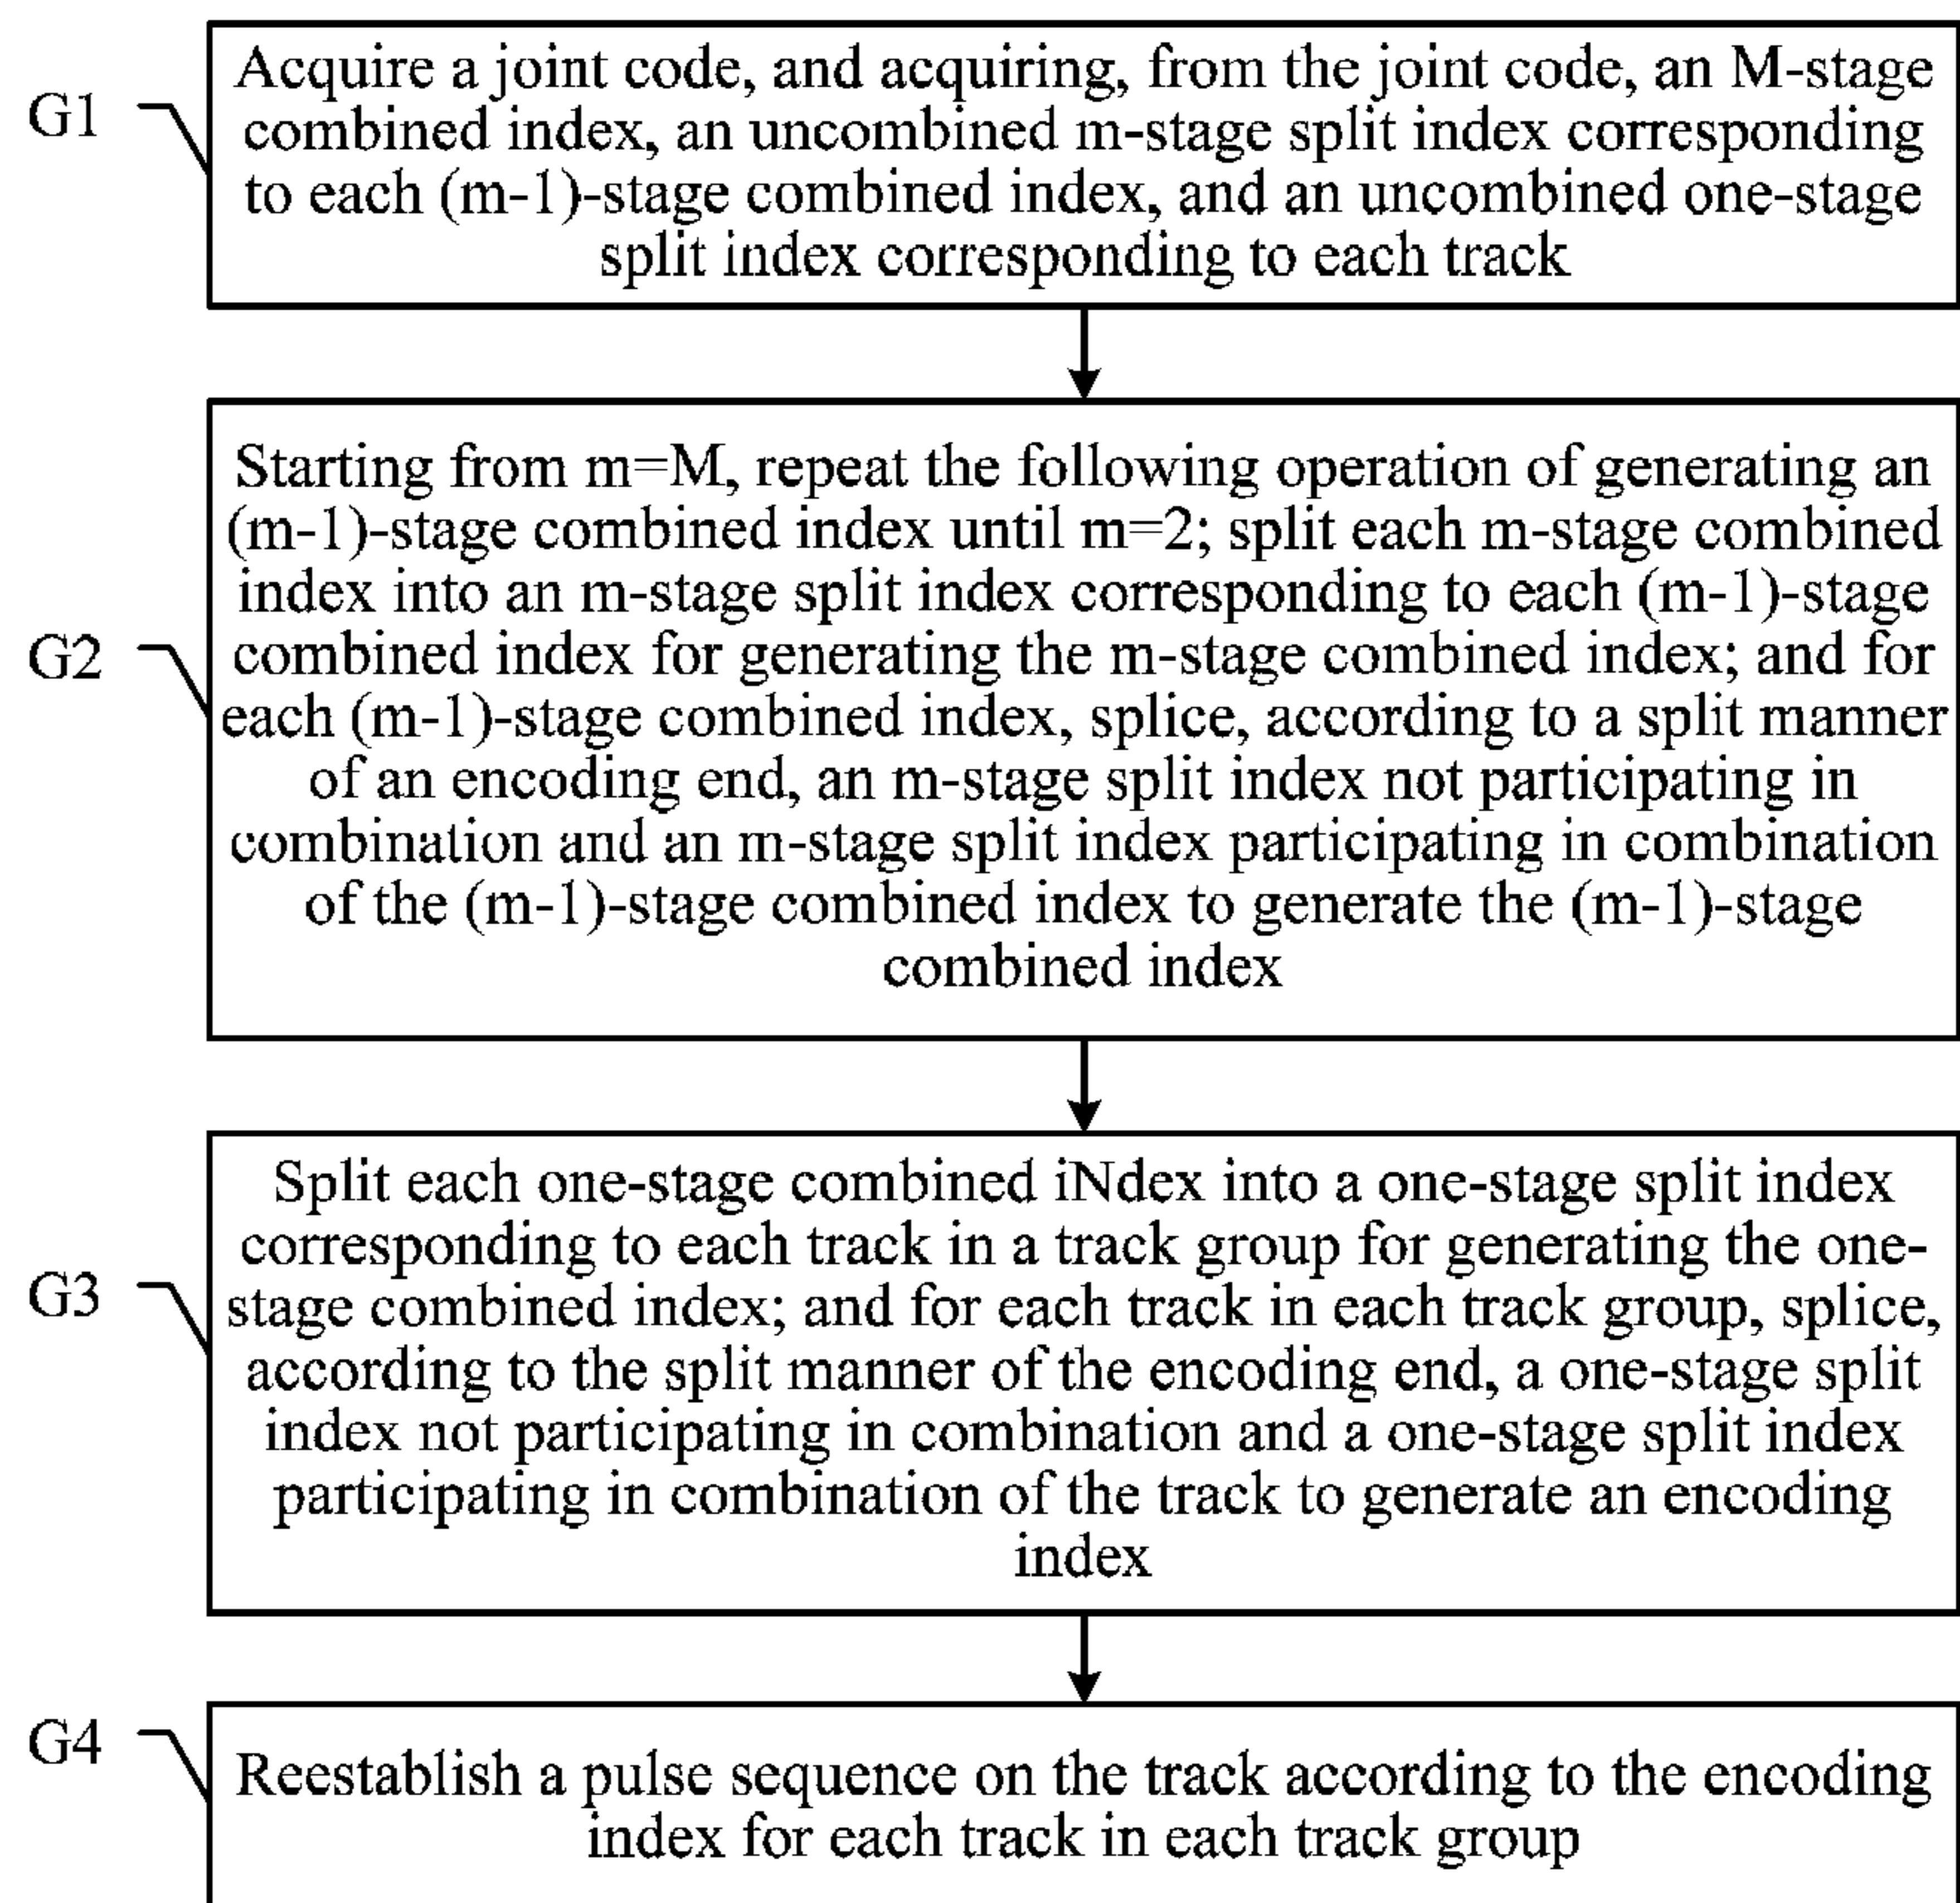 G1
Acquire a joint code, and acquiring, from the joint code, an M-stage
combined index, an uncombined m-stage split index corresponding
to each (m-1)-stage combined index, and an uncombined one-stage
split index corresponding to each track
G2
Starting from m=M, repeat the following operation of generating an
(m-1)-stage combined index until m=2; split each m-stage combined
index into an m-stage split index corresponding to each (m-1)-stage
combined index for generating the m-stage combined index; and for
each (m-1)-stage combined index, splice, according to a split manner
of an encoding end, an m-stage split index not participating in
combination and an m-stage split index participating in combination
of the (m-1)-stage combined index to generate the (m-1)-stage
combined index
G3
Split each one-stage combined iNdex into a one-stage split index
corresponding to each track in a track group for generating the one-
stage combined index; and for each track in each track group, splice,
according to the split manner of the encoding end, a one-stage split
index not participating in combination and a one-stage split index
participating in combination of the track to generate an encoding
index
G4
Reestablish a pulse sequence on the track according to the encoding
index for each track in each track group